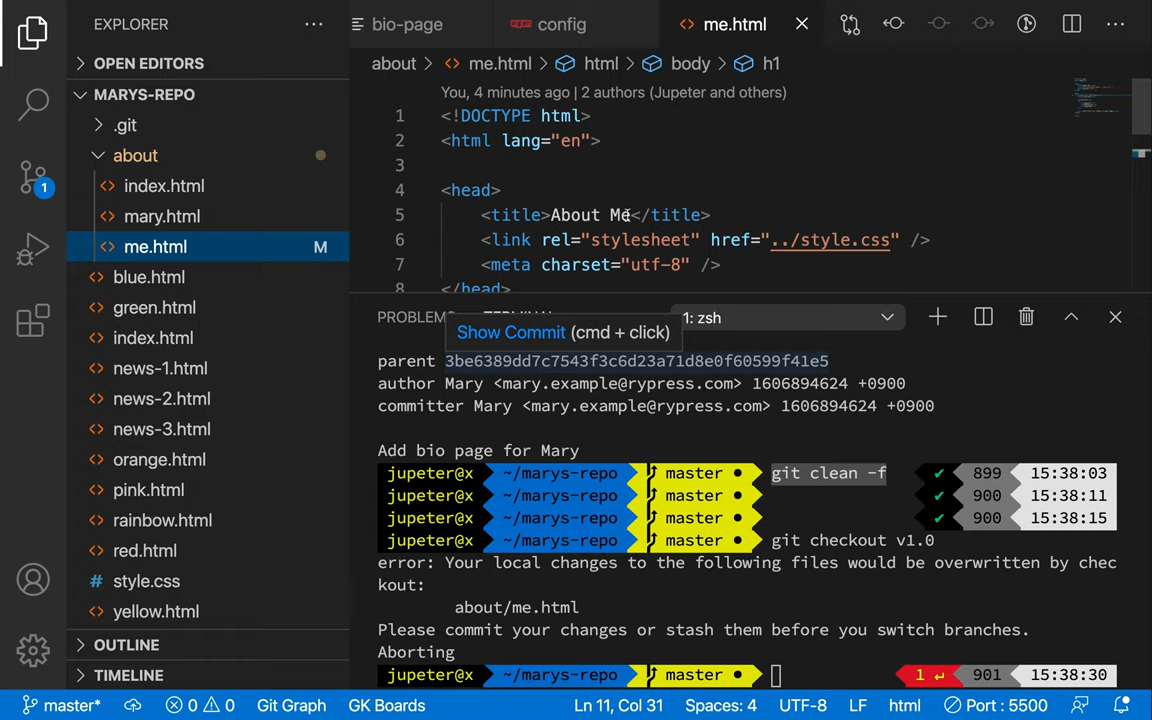 EXPLORER
OPEN EDITORS
MARYS-REPO
.git
about
index.html
mary.html
me.html M
blue.html
green.html
index.html
news-1.html
news-2.html
news-3.html
orange.html
pink.html
rainbow.html
red.html
# style.css
yellow.html
OUTLINE
TIMELINE
1
bio-page
config
me.html
about > me.html > html > body > h1
You, 4 minutes ago | 2 authors (Jupeter and others)
1 <!DOCTYPE html>
2 <html lang="en">
3
4 <head>
5 <title>About Me</title>
6 <link rel="stylesheet" href="../style.css" />
7 <meta charset="utf-8" />
8 </head>
1: zsh
Show Commit (cmd + click)
parent 3be6389dd7c7543f3c6d23a71d8e0f60599f41e5
author Mary <mary.example@rypress.com> 1606894624 +0900
committer Mary <mary.example@rypress.com> 1606894624 +0900
Add bio page for Mary
jupeter@x ~/marys-repo master ● git clean -f ✔ 899 15:38:03
jupeter@x ~/marys-repo master ● ✔ 900 15:38:11
jupeter@x ~/marys-repo master ● ✔ 900 15:38:15
jupeter@x ~/marys-repo master ● git checkout v1.0
error: Your local changes to the following files would be overwritten by chec
kout:
about/me.html
Please commit your changes or stash them before you switch branches.
Aborting
jupeter@x ~/marys-repo master ● 1 ↵ 901 15:38:30
master* 0 0 Git Graph GK Boards Ln 11, Col 31 Spaces: 4 UTF-8 LF html Port : 5500